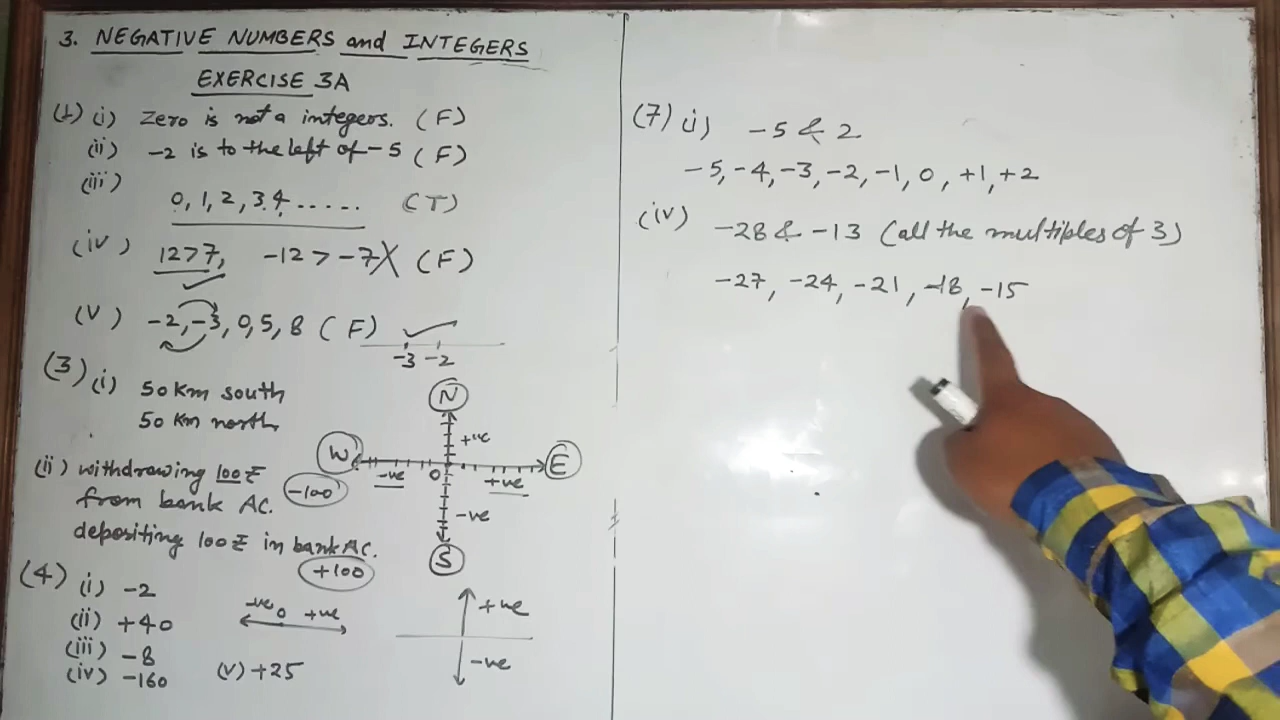 3. NEGATIVE NUMBERS and INTEGERS
EXERCISE 3A
(1) (i) Zero is not a integers. (F)
(ii) -2 is to the left of -5 (F)
(iii) 0, 1, 2, 3, 4 ...... (T)
(iv) 12 > 7, -12 > -7 X (F)
(v) -2, -3, 0, 5, 8 (F)
-3 -2
(3) (i) 50 km south
50 km north
N
W
E
S
0
+ve
-ve
+ve
-ve
(ii) withdrawing 100₹ -100
from bank AC.
depositing 100₹ in bank AC.
+100
(4) (i) -2
(ii) +40
(iii) -8
(iv) -160
(v) +25
-ve 0 +ve
+ve
-ve
(7) (i) -5 & 2
-5, -4, -3, -2, -1, 0, +1, +2
(iv) -28 & -13 (all the multiples of 3)
-27, -24, -21, -18, -15